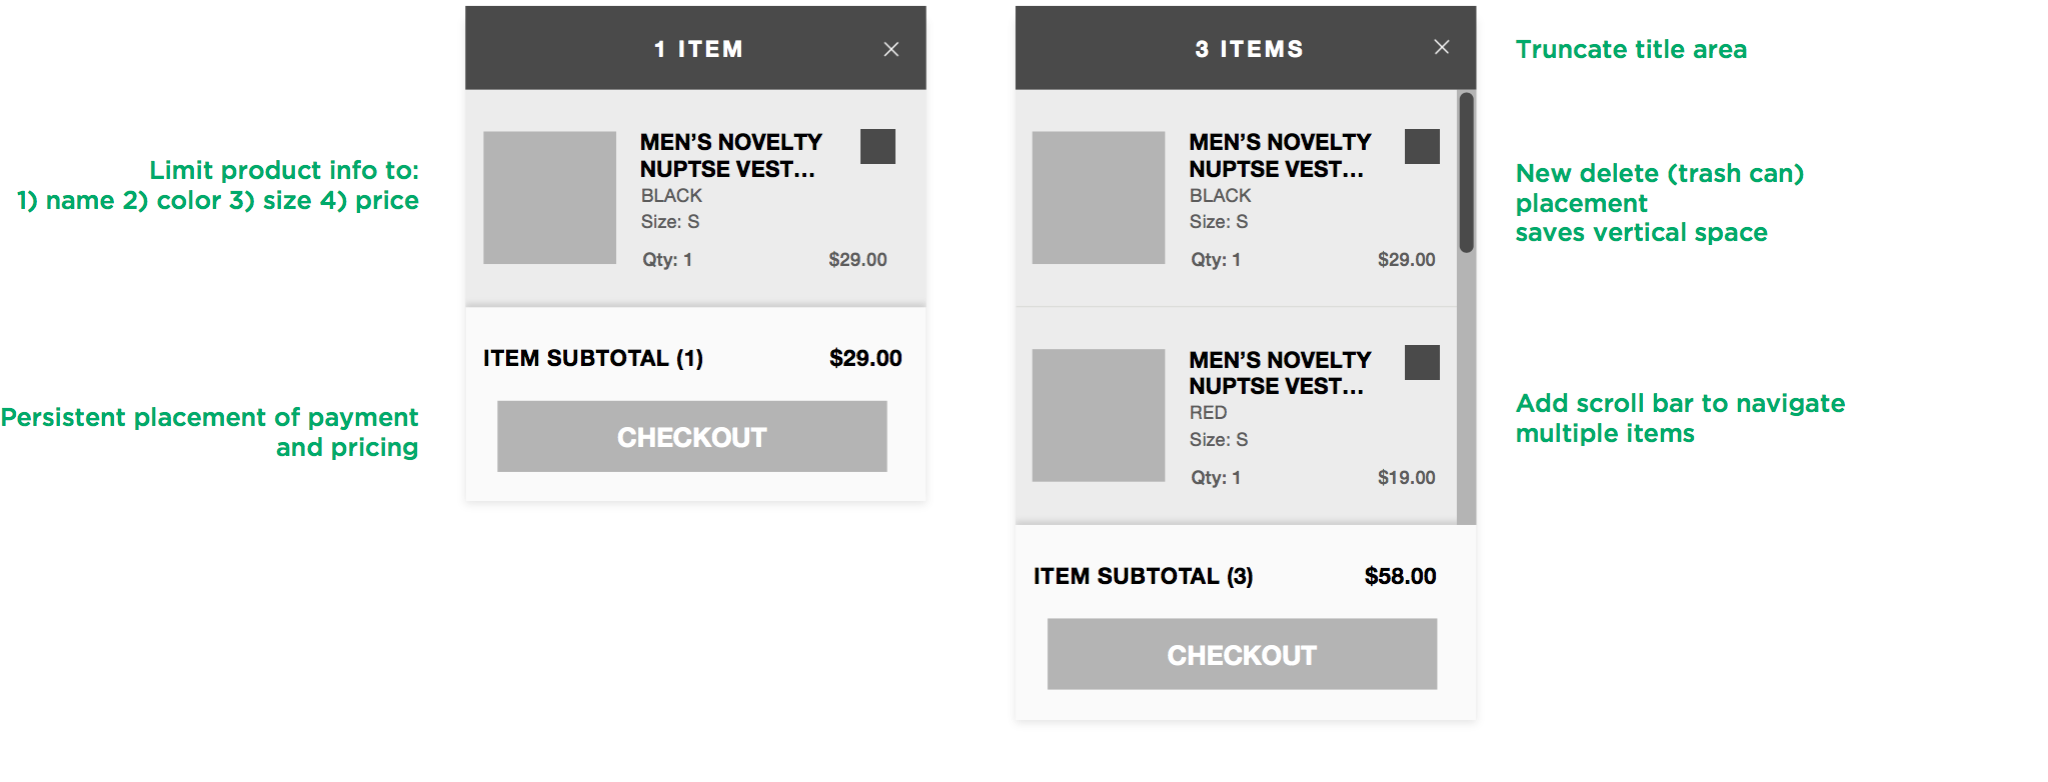 Limit product info to:
1) name 2) color 3) size 4) price
Persistent placement of payment
and pricing
1 ITEM
MEN’S NOVELTY
NUPTSE VEST...
BLACK
Size: S
Qty: 1 $29.00
ITEM SUBTOTAL (1) $29.00
CHECKOUT
3 ITEMS
MEN’S NOVELTY
NUPTSE VEST...
BLACK
Size: S
Qty: 1 $29.00
MEN’S NOVELTY
NUPTSE VEST...
RED
Size: S
Qty: 1 $19.00
ITEM SUBTOTAL (3) $58.00
CHECKOUT
Truncate title area
New delete (trash can)
placement
saves vertical space
Add scroll bar to navigate
multiple items